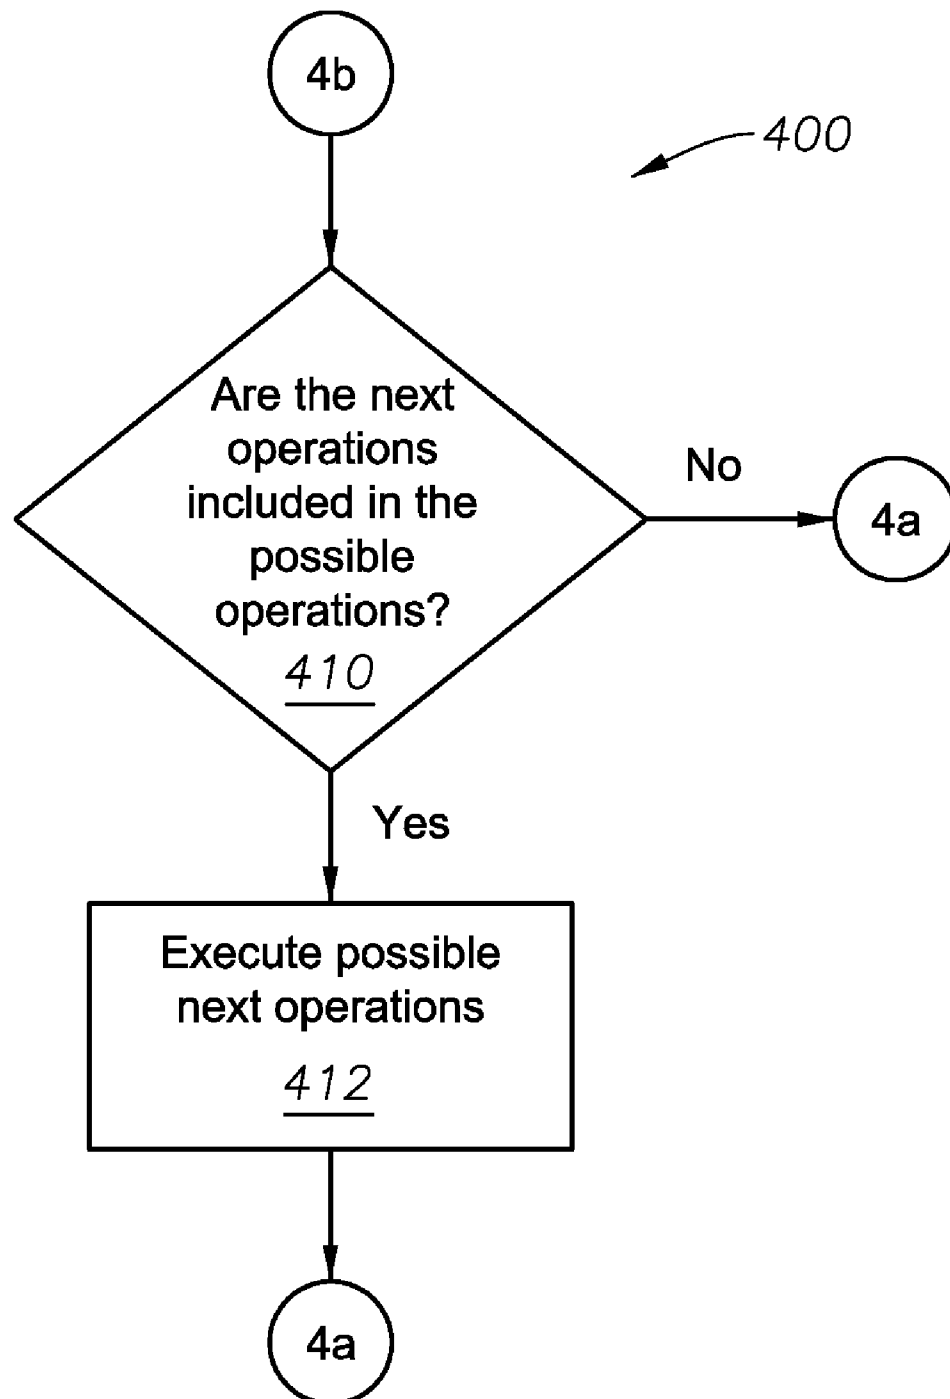 4b
400
Are the next
operations
included in the
possible
operations?
410
No
4a
Yes
Execute possible
next operations
412
4a